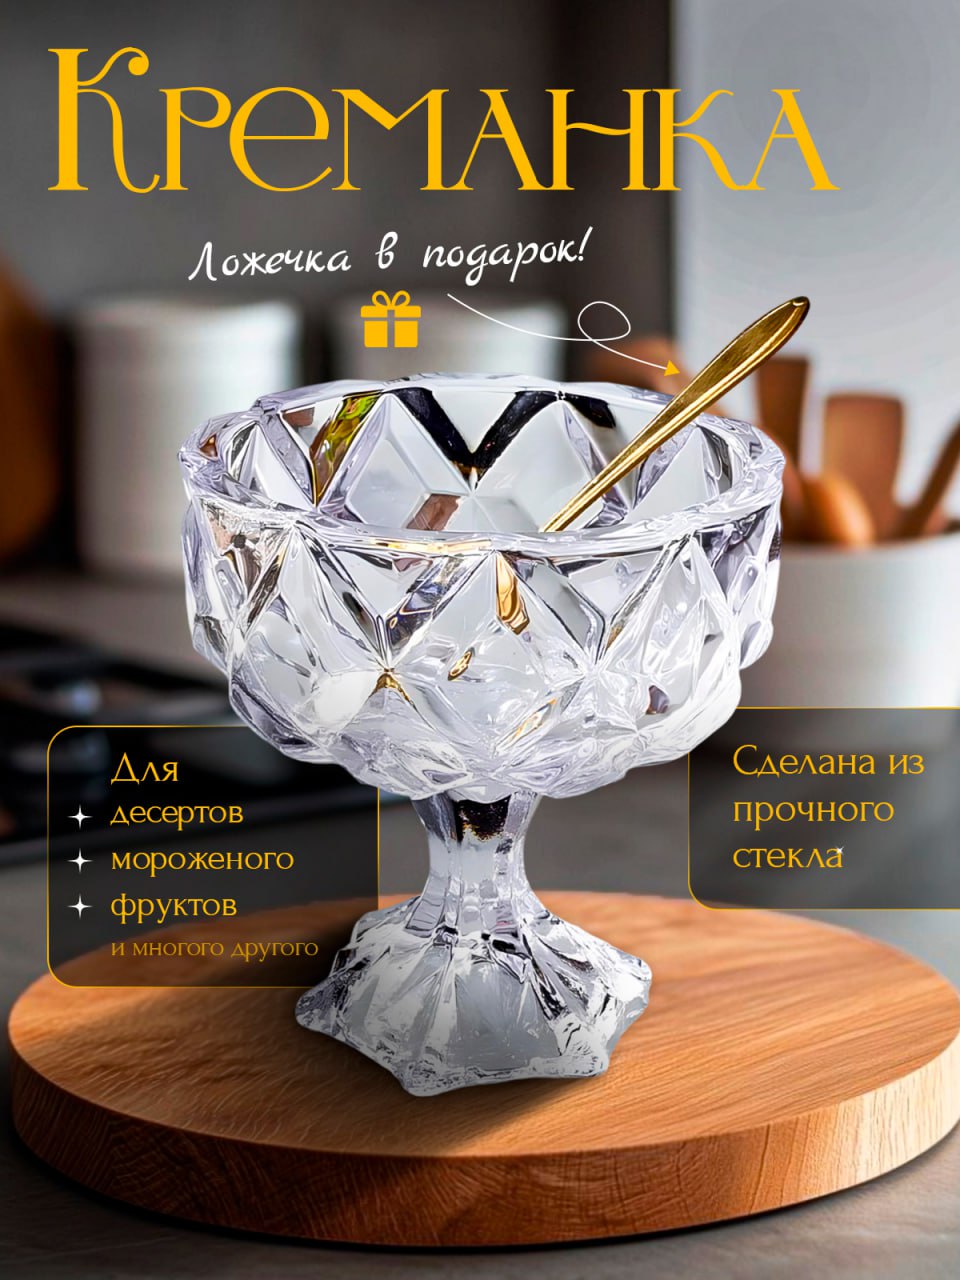 Креманка
Ложечка в подарок!
Для
десертов
мороженого
фруктов
и многого другого
Сделана из
прочного
стекла